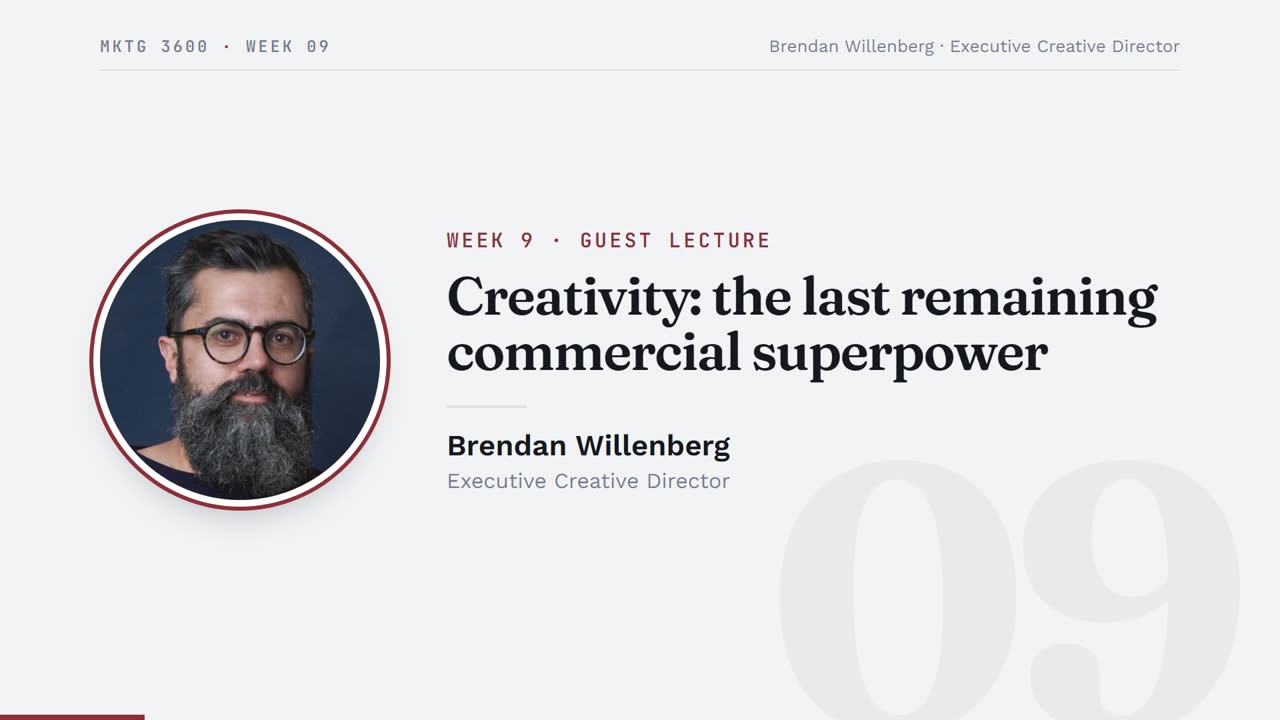 MKTG 3600 · WEEK 09
Brendan Willenberg · Executive Creative Director
WEEK 9 · GUEST LECTURE
Creativity: the last remaining
commercial superpower
Brendan Willenberg
Executive Creative Director
09